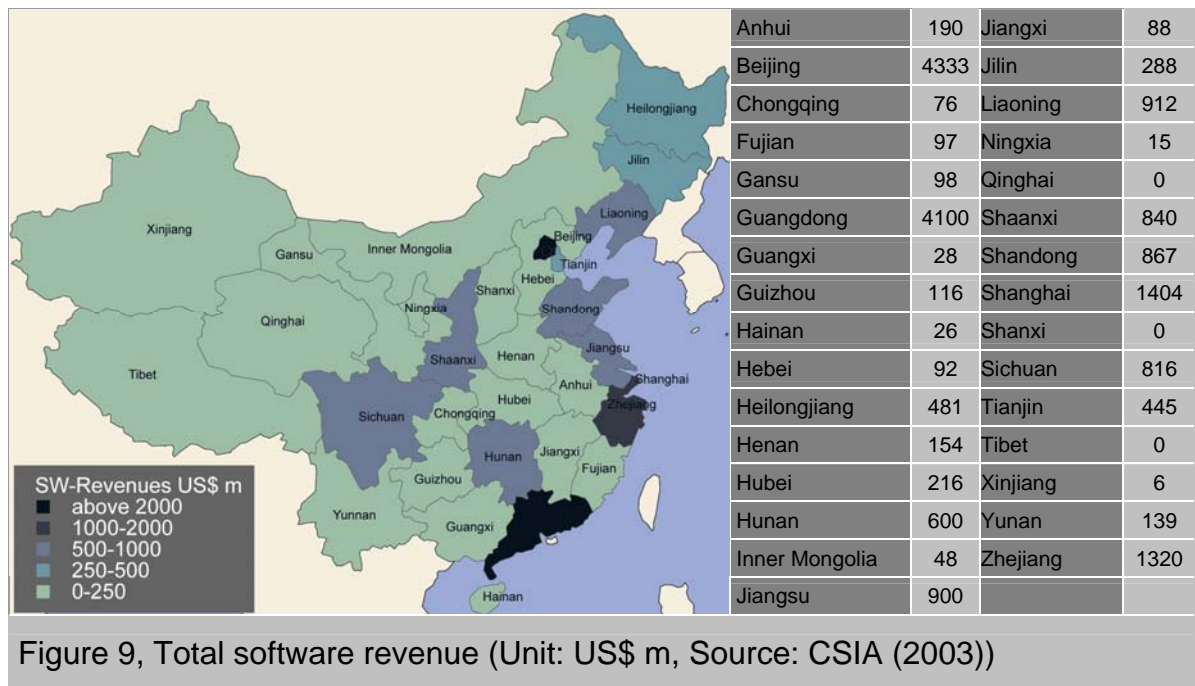 Heilongjiang
Jilin
Liaoning
Xinjiang
Beijing
Inner Mongolia
Gansu
Tianjin
Hebei
Shanxi
Ningxia
Shandong
Qinghai
Jiangsu
Shaanxi
Henan
Tibet
Shanghai
Anhui
Hubei
Zhejiang
Chongqing
Sichuan
Jiangxi
Hunan
Fujian
Guizhou
Yunnan
Guangxi
Hainan
SW-Revenues US$ m
above 2000
1000-2000
500-1000
250-500
0-250
Anhui 190 Jiangxi 88
Beijing 4333 Jilin 288
Chongqing 76 Liaoning 912
Fujian 97 Ningxia 15
Gansu 98 Qinghai 0
Guangdong 4100 Shaanxi 840
Guangxi 28 Shandong 867
Guizhou 116 Shanghai 1404
Hainan 26 Shanxi 0
Hebei 92 Sichuan 816
Heilongjiang 481 Tianjin 445
Henan 154 Tibet 0
Hubei 216 Xinjiang 6
Hunan 600 Yunan 139
Inner Mongolia 48 Zhejiang 1320
Jiangsu 900
Figure 9, Total software revenue (Unit: US$ m, Source: CSIA (2003))